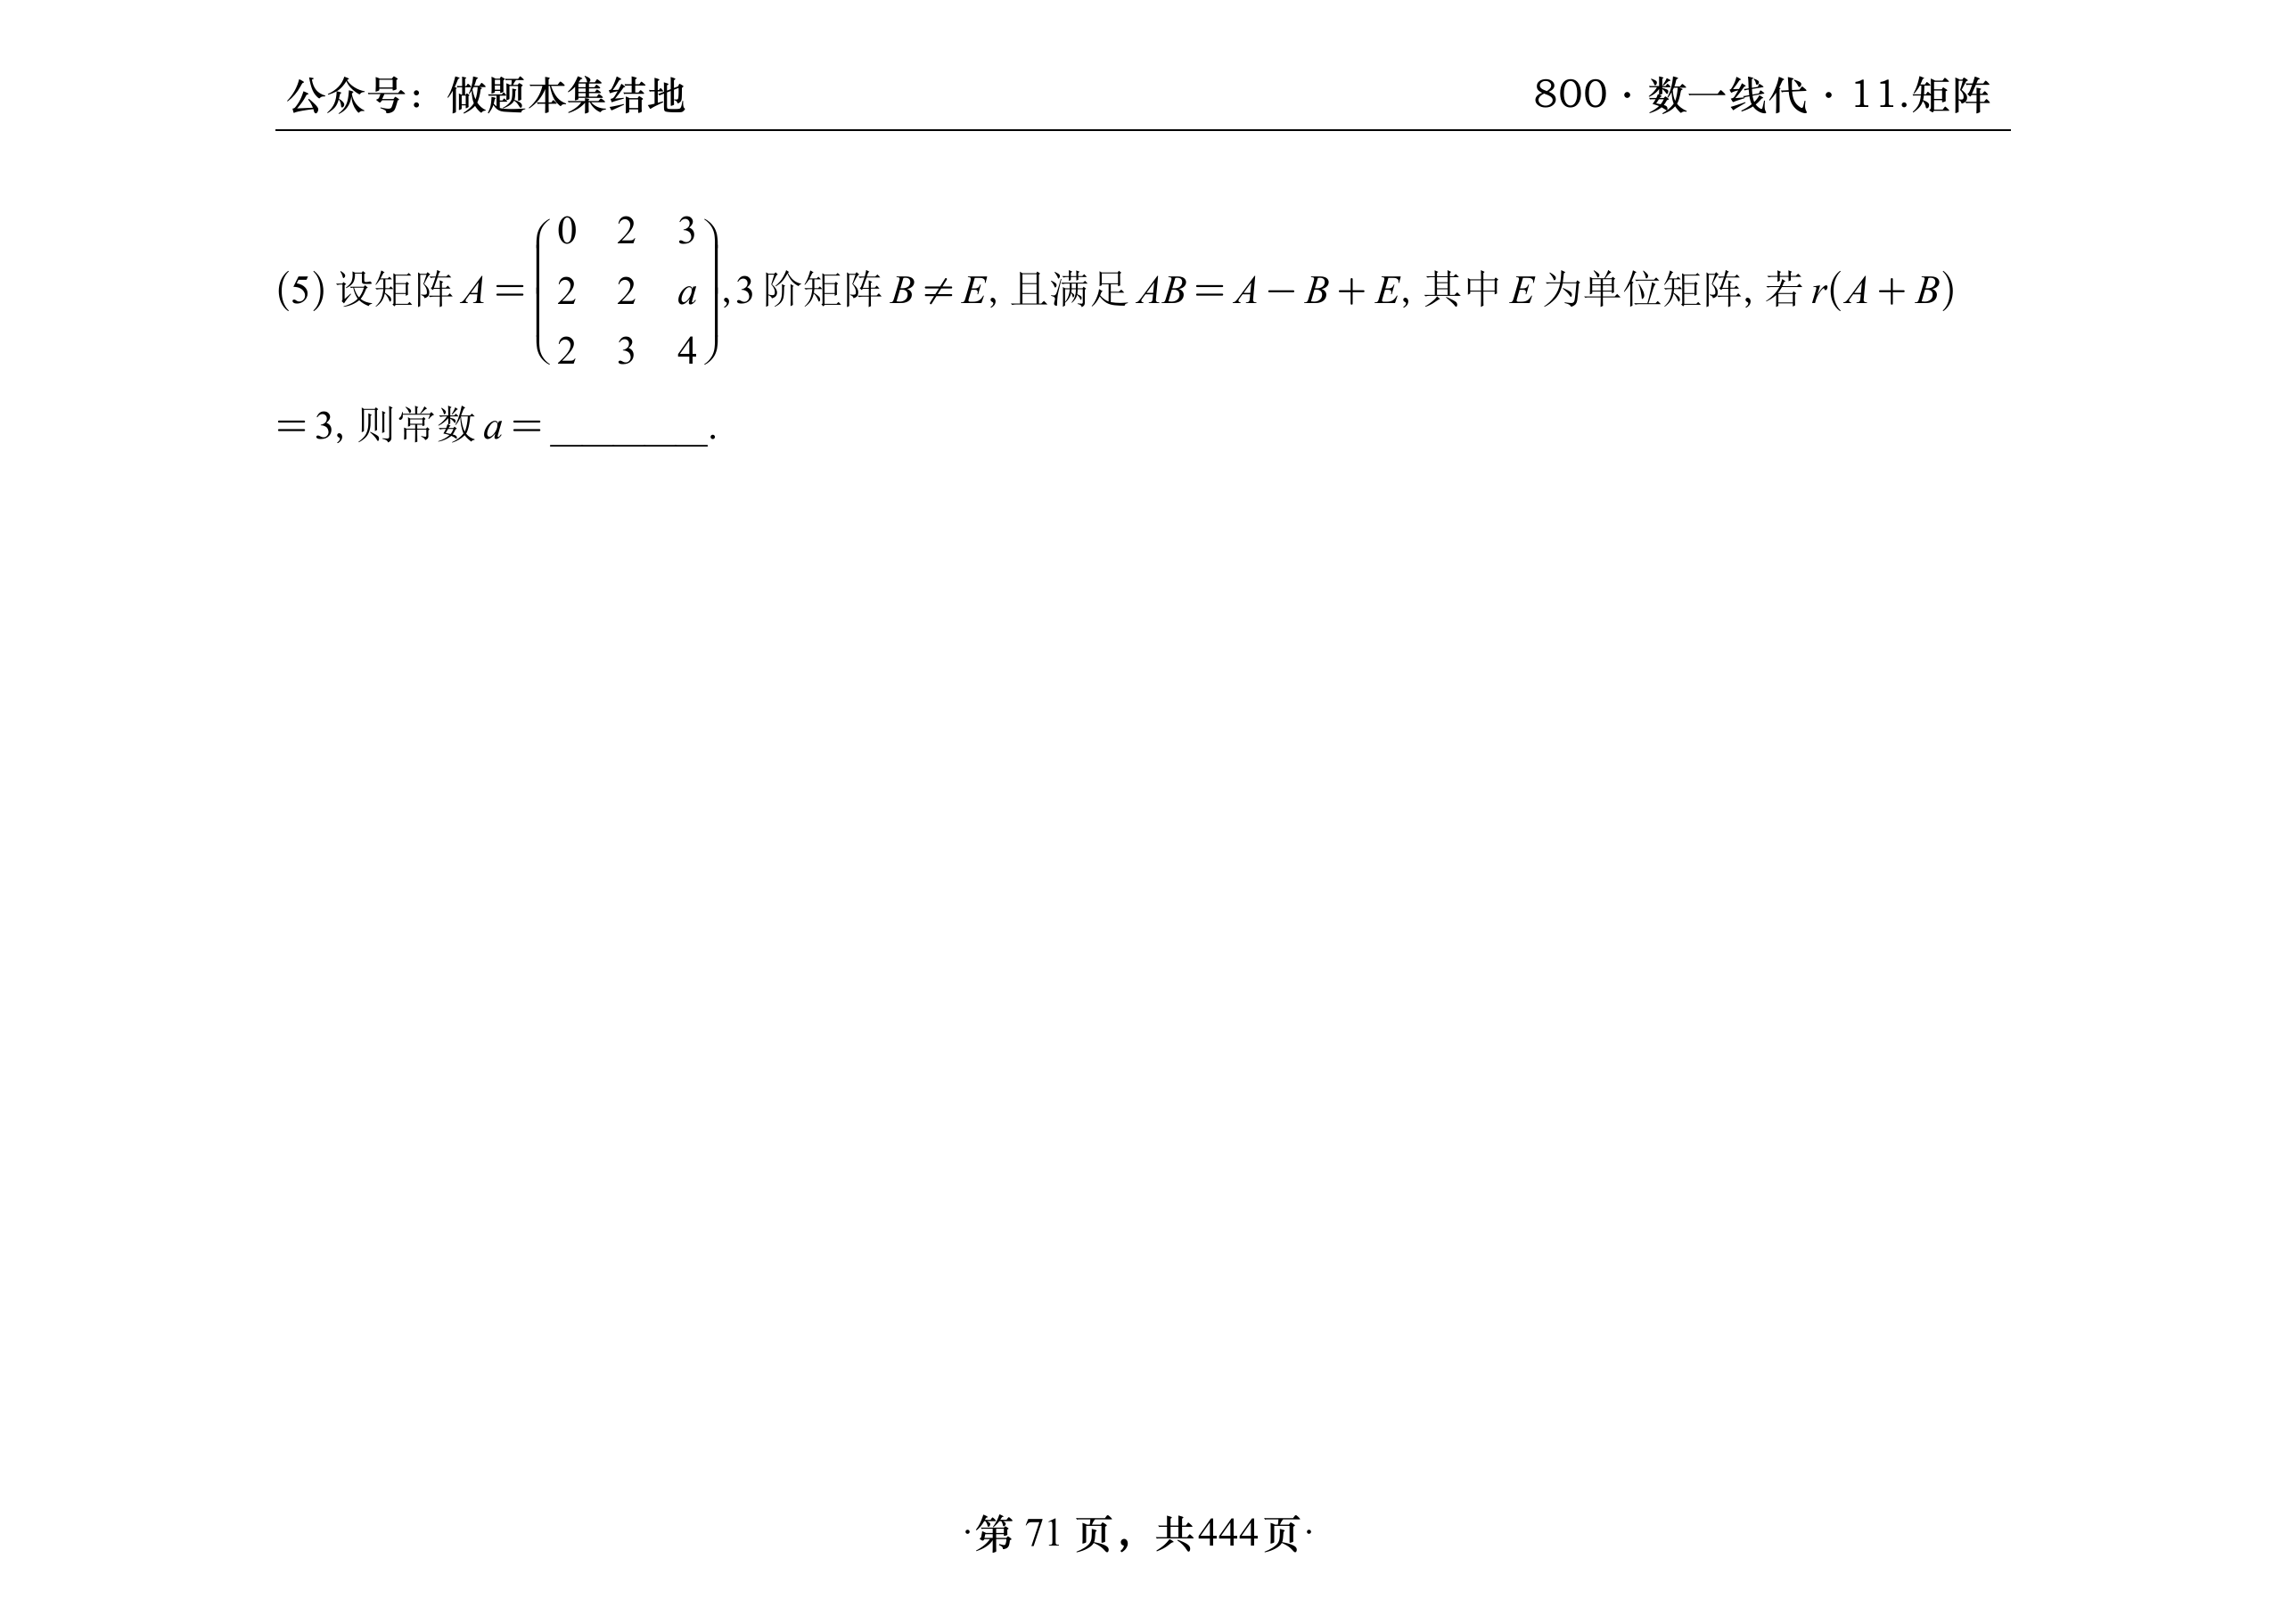 公众号：做题本集结地
800·数一线代·11.矩阵
(5) 设矩阵 A = \begin{pmatrix} 0 & 2 & 3 \\ 2 & 2 & a \\ 2 & 3 & 4 \end{pmatrix}, 3 阶矩阵 B ≠ E, 且满足 AB = A − B + E, 其中 E 为单位矩阵, 若 r(A + B)
= 3, 则常数 a = ________.
·第 71 页，共444页·